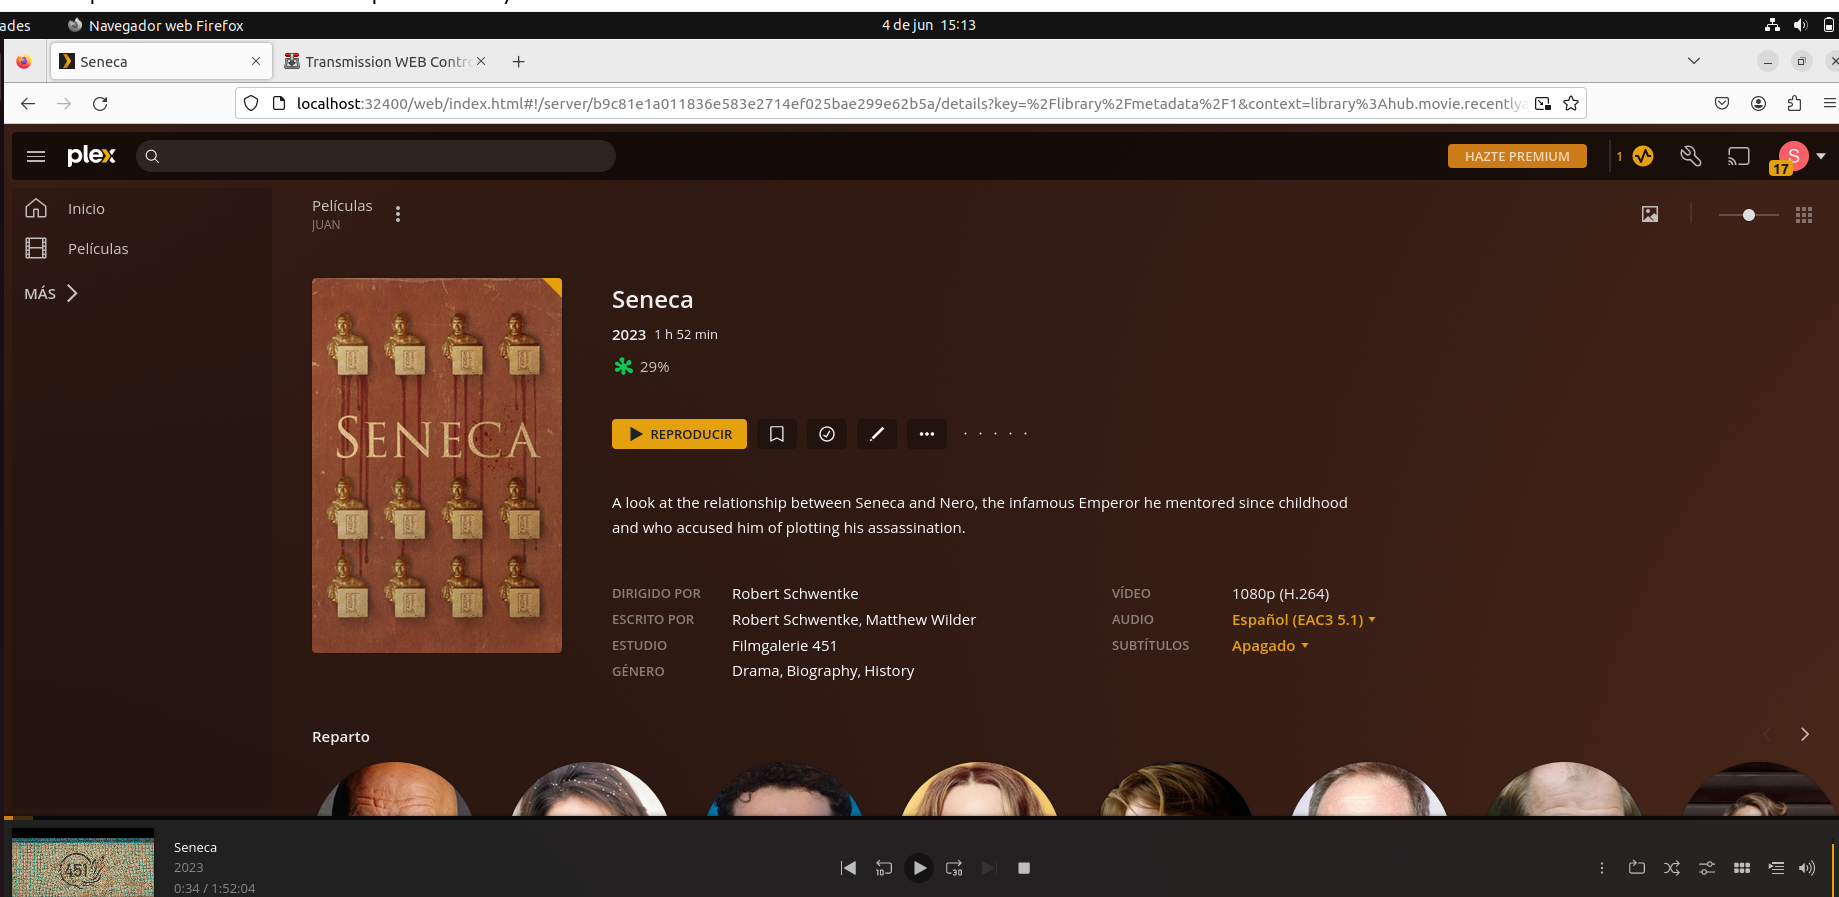 ades
Navegador web Firefox
4 de jun 15:13
Seneca
Transmission WEB Contr
localhost:32400/web/index.html#!/server/b9c81e1a011836e583e2714ef025bae299e62b5a/details?key=%2Flibrary%2Fmetadata%2F1&context=library%3Ahub.movie.recentlya
plex
HAZTE PREMIUM
1
S
17
Inicio
Películas
MÁS
Películas
JUAN
SENECA
Seneca
2023 1 h 52 min
29%
REPRODUCIR
A look at the relationship between Seneca and Nero, the infamous Emperor he mentored since childhood
and who accused him of plotting his assassination.
DIRIGIDO POR Robert Schwentke
ESCRITO POR Robert Schwentke, Matthew Wilder
ESTUDIO Filmgalerie 451
GÉNERO Drama, Biography, History
VÍDEO 1080p (H.264)
AUDIO Español (EAC3 5.1)
SUBTÍTULOS Apagado
Reparto
451
Seneca
2023
0:34 / 1:52:04
10
30